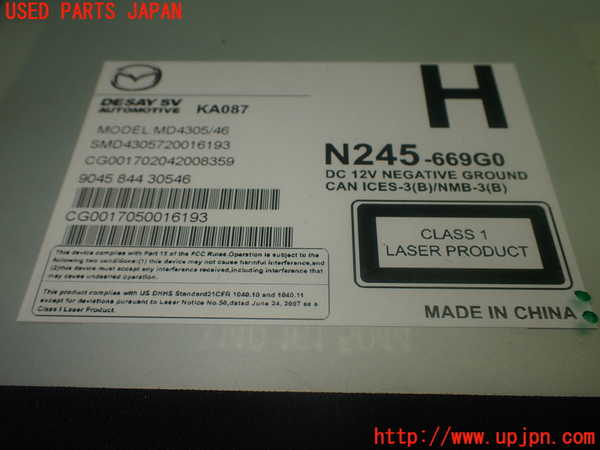 USED PARTS JAPAN
DESAY SV
AUTOMOTIVE
KA087
MODEL:MD4305/46
SMD4305720016193
CG001702042008359
9045 844 30546
CG0017050016193
H
N245-669G0
DC 12V NEGATIVE GROUND
CAN ICES-3(B)/NMB-3(B)
CLASS 1
LASER PRODUCT
This device complies with Part 15 of the FCC Rules.Operation is subject to the
following two conditions:(1) this device may not cause harmful interference,and
(2)this device must accept any interference received,including interference that
may cause undesired operation.
This product complies with US DHHS Standard21CFR 1040.10 and 1040.11
except for deviations pursuant to Laser Notice No.50,dated June 24, 2007 as a
Class I Laser Product.
MADE IN CHINA
http://www.upjpn.com/